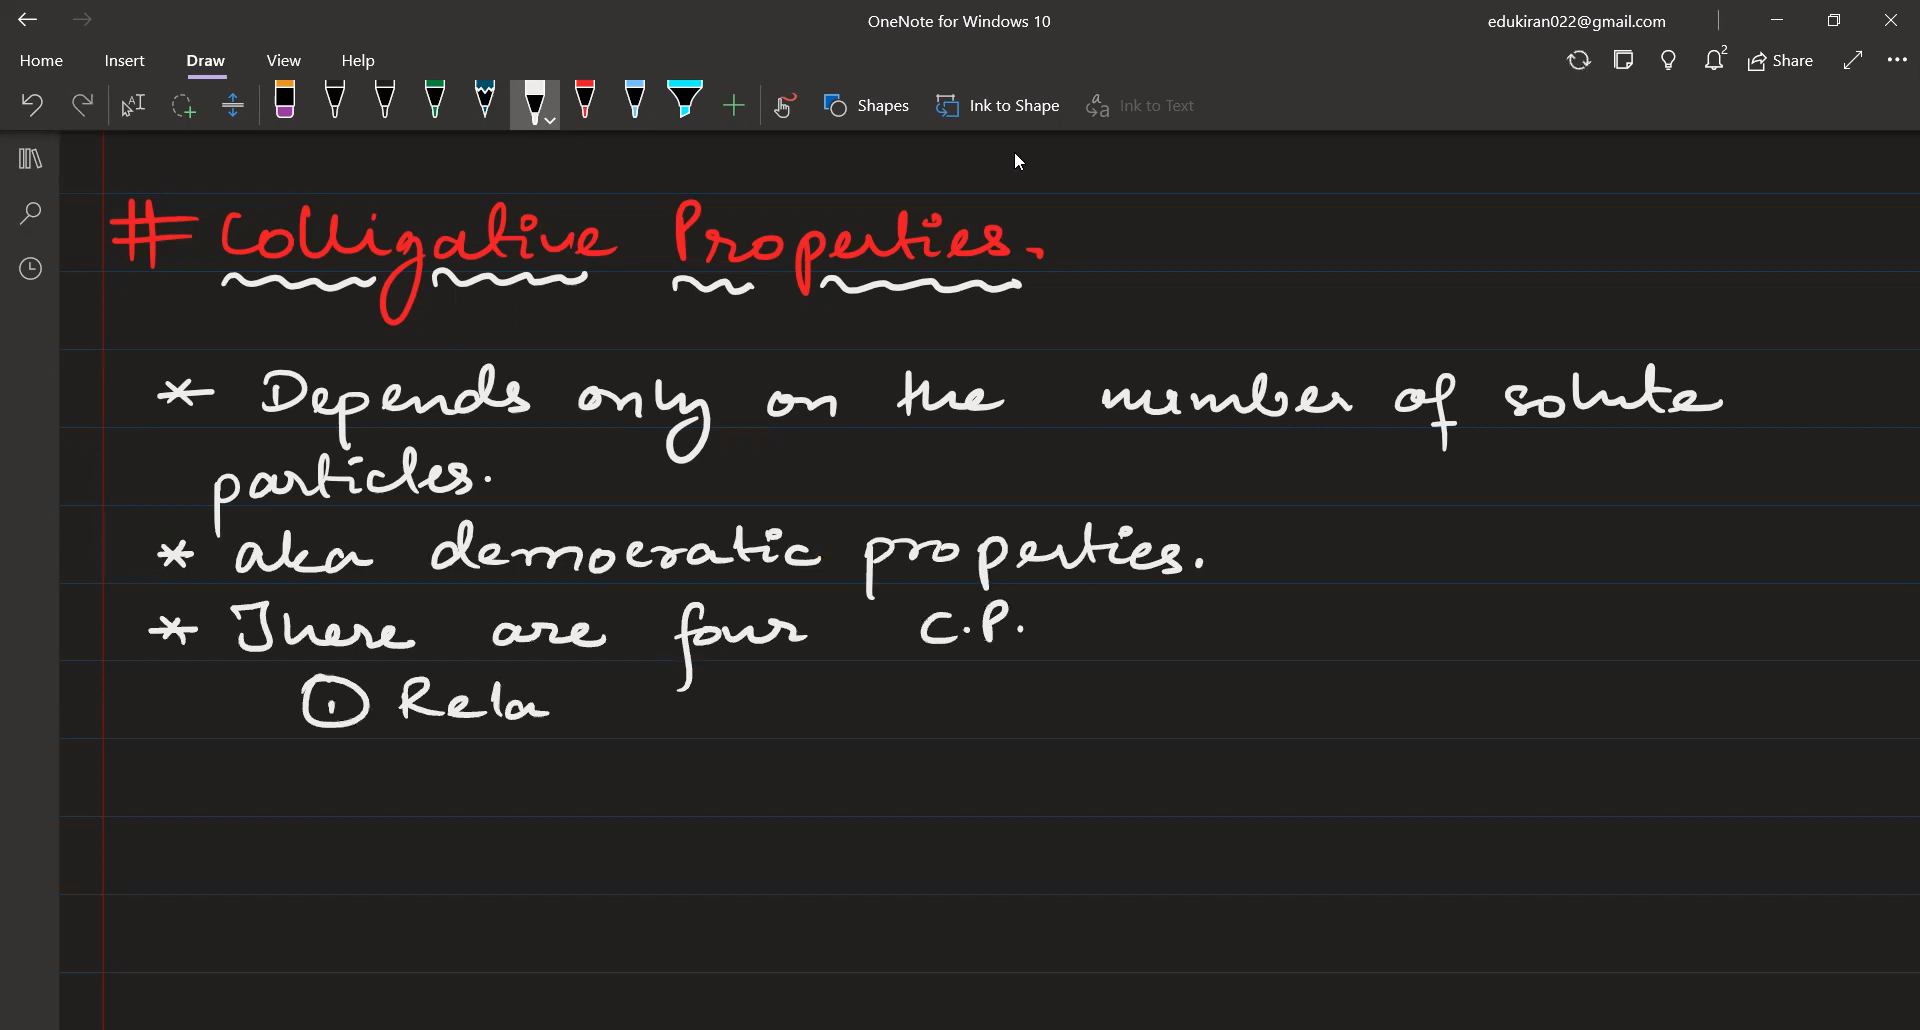 OneNote for Windows 10
edukiran022@gmail.com
Home Insert Draw View Help
2
Share
Shapes Ink to Shape Ink to Text
# Colligative Properties.
* Depends only on the number of solute
particles.
* aka democratic properties.
* There are four C.P.
① Rela